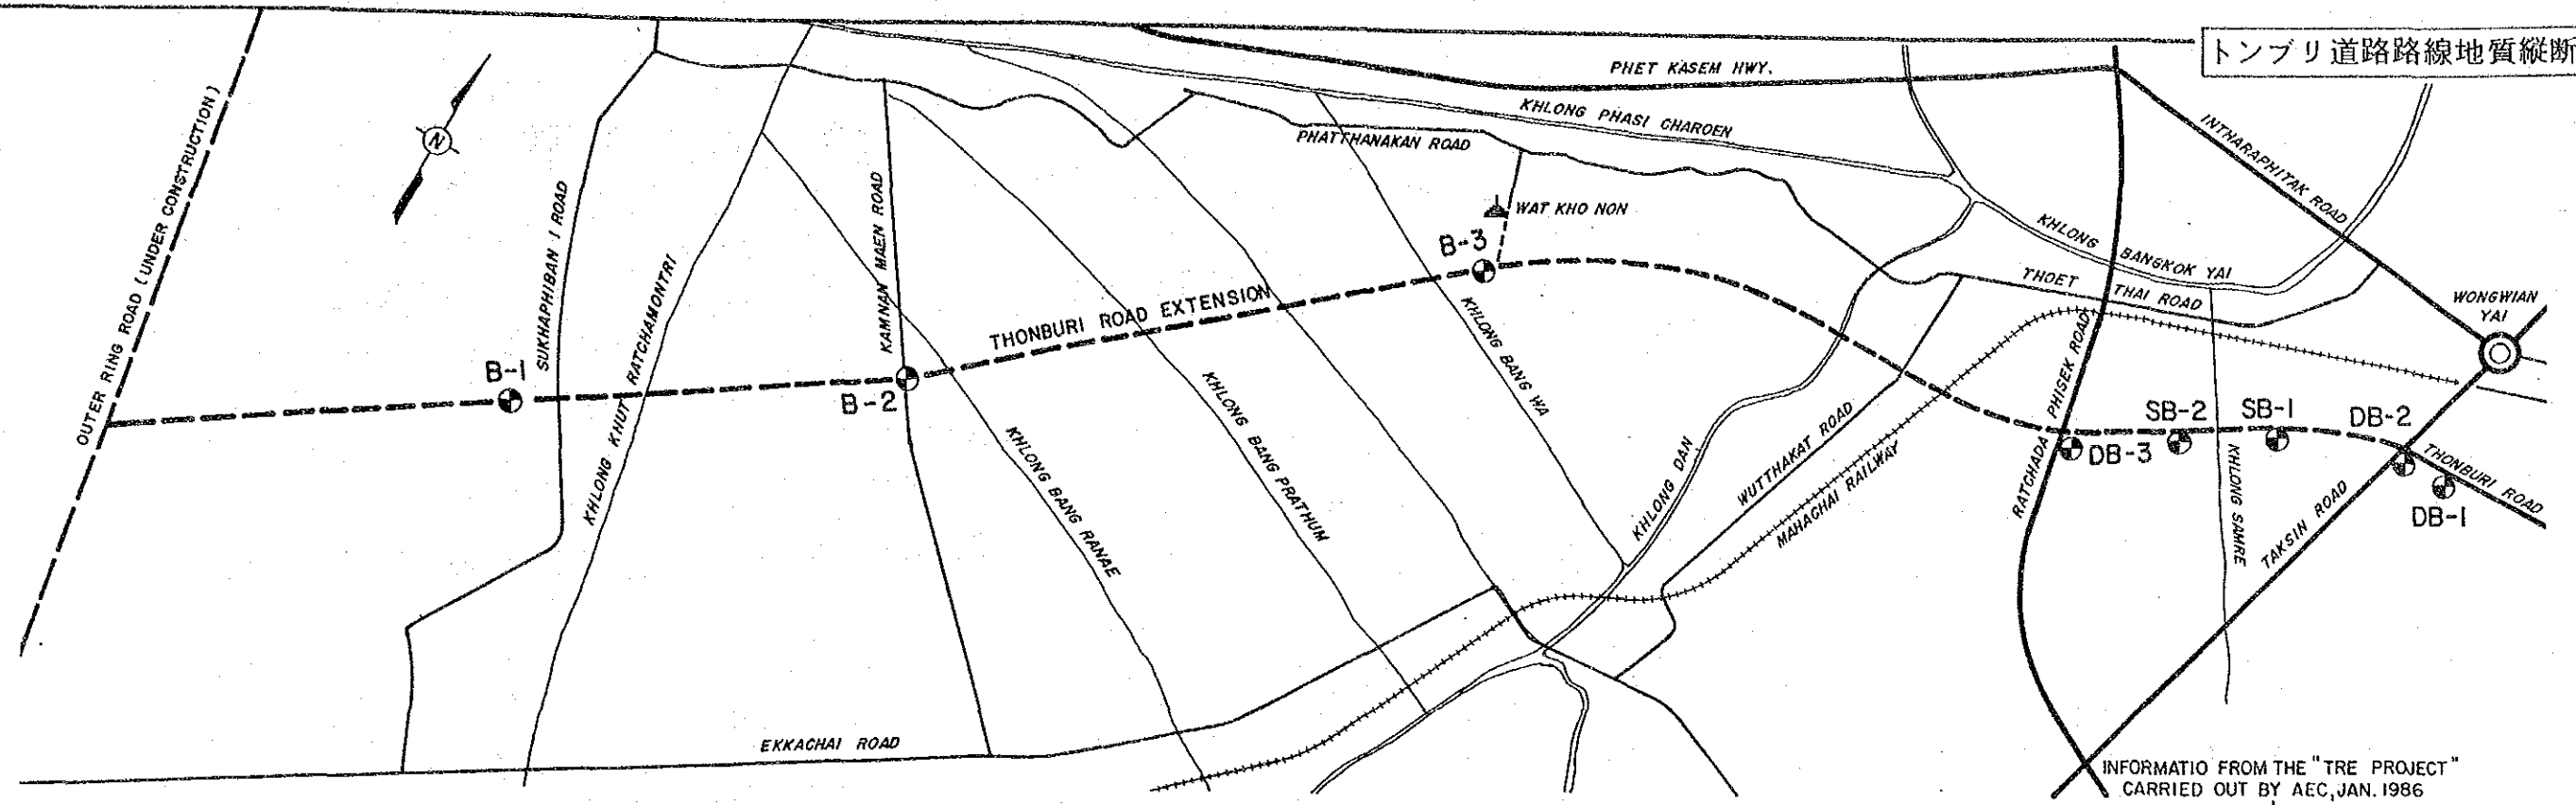 トンブリ道路路線地質縦断
PHET KASEM HWY.
KHLONG PHASI CHAROEN
PHATTHANAKAN ROAD
INTHARAPHITAK ROAD
OUTER RING ROAD (UNDER CONSTRUCTION)
N
SUKHAPHIBAN 1 ROAD
KAMNAN MAEN ROAD
WAT KHO NON
B-3
KHLONG BANGKOK YAI
THOET THAI ROAD
WONGWIAN
YAI
KHLONG KHUT RATCHAMONTRI
THONBURI ROAD EXTENSION
B-1
B-2
KHLONG BANG WA
KHLONG BANG PRATHUM
KHLONG BANG RANAE
KHLONG DAN
WUTTHAKAT ROAD
MAHACHAI RAILWAY
RATCHADA PHISEK ROAD
DB-3
SB-2
SB-1
DB-2
DB-1
THONBURI ROAD
KHLONG SAMRE
TAKSIN ROAD
EKKACHAI ROAD
INFORMATIO FROM THE "TRE PROJECT"
CARRIED OUT BY AEC, JAN. 1986